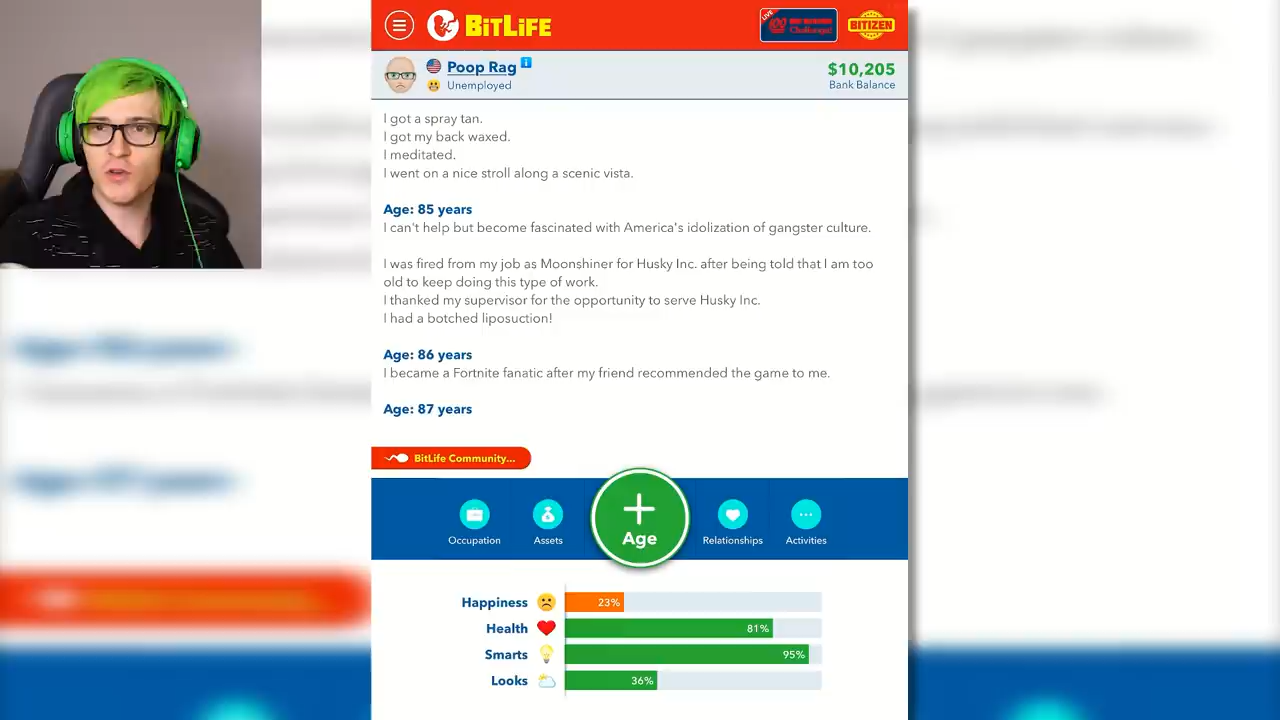 BitLife
LIVE
Challenge!
BITIZEN
Poop Rag
i
$10,205
Unemployed
Bank Balance
I got a spray tan.
I got my back waxed.
I meditated.
I went on a nice stroll along a scenic vista.
Age: 85 years
I can't help but become fascinated with America's idolization of gangster culture.
I was fired from my job as Moonshiner for Husky Inc. after being told that I am too
old to keep doing this type of work.
I thanked my supervisor for the opportunity to serve Husky Inc.
I had a botched liposuction!
Age: 86 years
I became a Fortnite fanatic after my friend recommended the game to me.
Age: 87 years
BitLife Community...
Occupation
Assets
+
Age
Relationships
Activities
Happiness
23%
Health
81%
Smarts
95%
Looks
36%